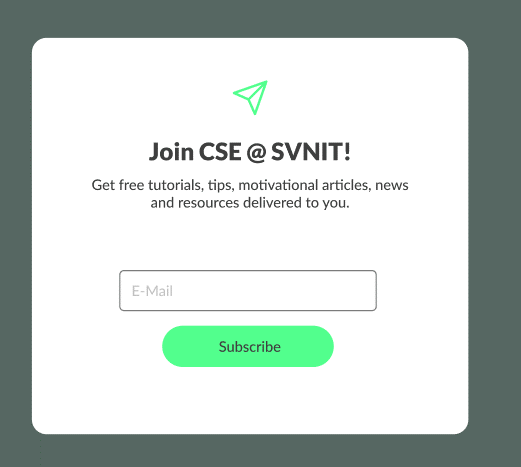 Join CSE @ SVNIT!
Get free tutorials, tips, motivational articles, news
and resources delivered to you.
E-Mail
Subscribe